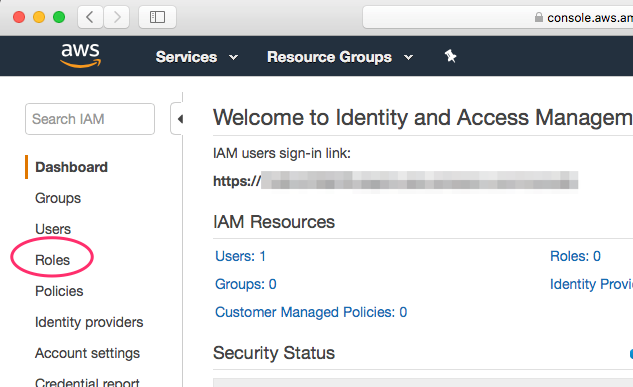 console.aws.am
aws
Services
Resource Groups
Search IAM
Dashboard
Groups
Users
Roles
Policies
Identity providers
Account settings
Credential report
Welcome to Identity and Access Managem
IAM users sign-in link:
https://
IAM Resources
Users: 1
Roles: 0
Groups: 0
Identity Provi
Customer Managed Policies: 0
Security Status